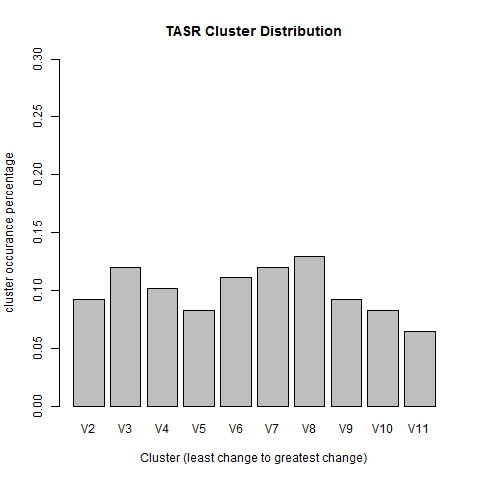 TASR Cluster Distribution
cluster occurance percentage
0.30
0.25
0.20
0.15
0.10
0.05
0.00
V2 V3 V4 V5 V6 V7 V8 V9 V10 V11
Cluster (least change to greatest change)